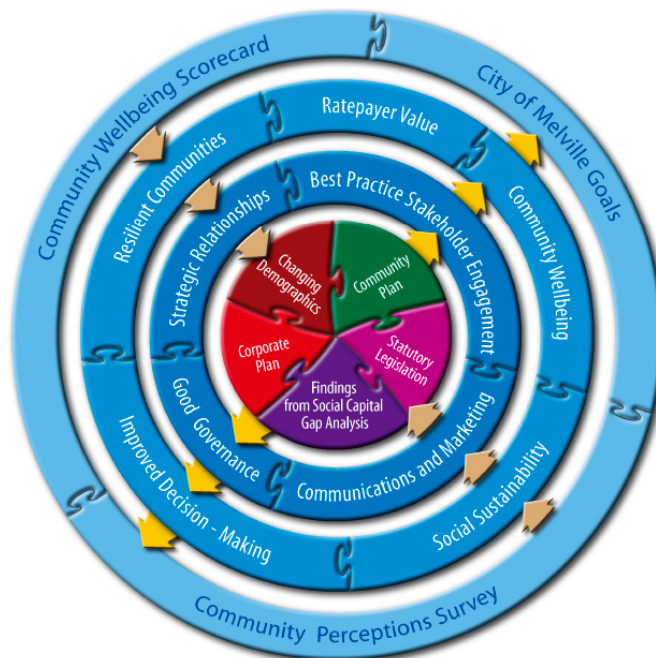 Community Wellbeing Scorecard
City of Melville Goals
Community Perceptions Survey
Resilient Communities
Ratepayer Value
Community Wellbeing
Social Sustainability
Improved Decision - Making
Strategic Relationships
Best Practice Stakeholder Engagement
Communications and Marketing
Good Governance
Changing
Demographics
Community
Plan
Statutory
Legislation
Findings
from Social Capital
Gap Analysis
Corporate
Plan